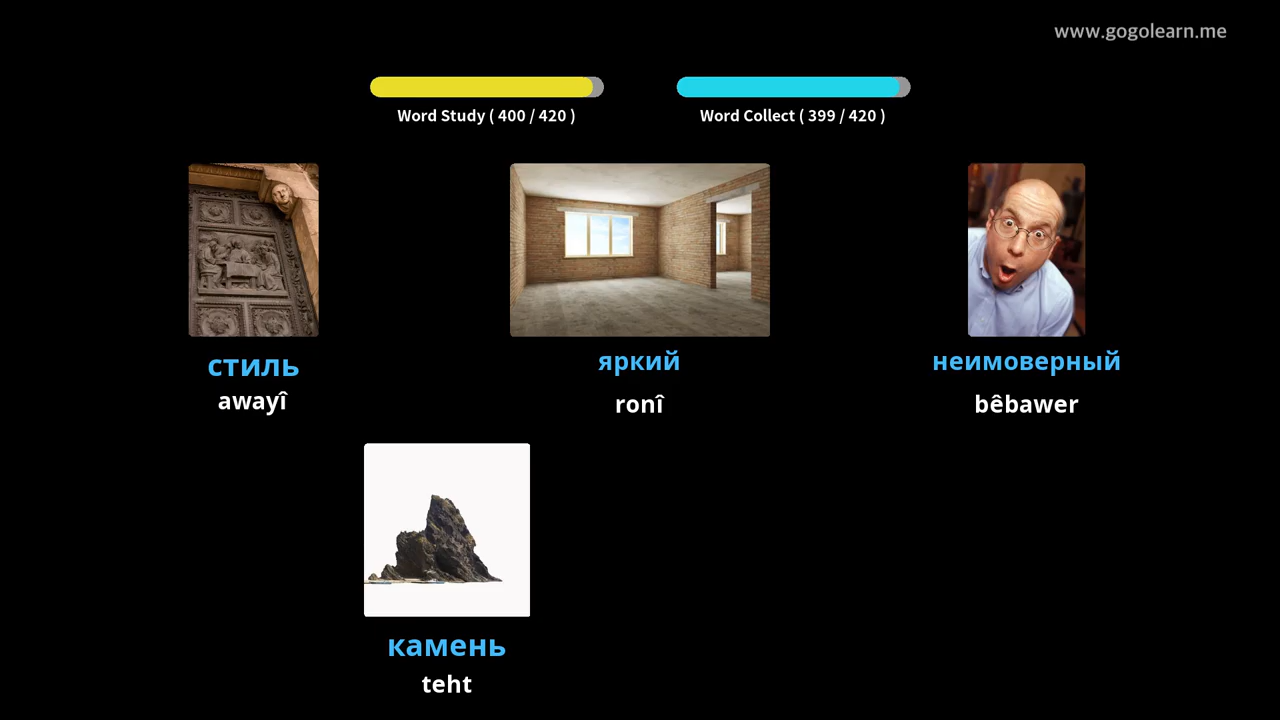 www.gogolearn.me
Word Study ( 400 / 420 )
Word Collect ( 399 / 420 )
стиль
awayî
яркий
ronî
неимоверный
bêbawer
камень
teht